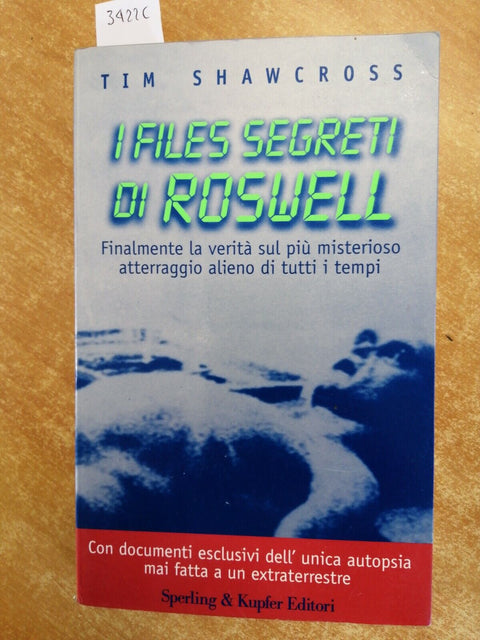 3422C
TIM SHAWCROSS
I FILES SEGRETI
DI ROSWELL
Finalmente la verità sul più misterioso
atterraggio alieno di tutti i tempi
Con documenti esclusivi dell' unica autopsia
mai fatta a un extraterrestre
Sperling & Kupfer Editori